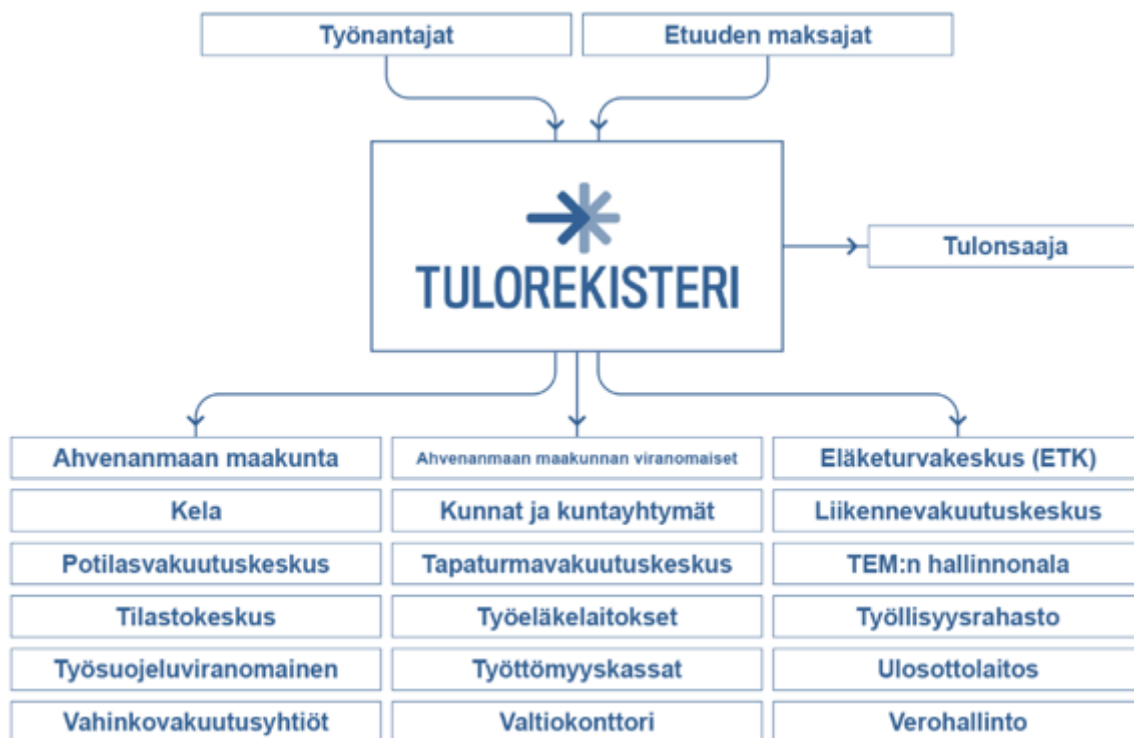 Työnantajat
Etuuden maksajat
TULOREKISTERI
Tulonsaaja
Ahvenanmaan maakunta
Ahvenanmaan maakunnan viranomaiset
Eläketurvakeskus (ETK)
Kela
Kunnat ja kuntayhtymät
Liikennevakuutuskeskus
Potilasvakuutuskeskus
Tapaturmavakuutuskeskus
TEM:n hallinnonala
Tilastokeskus
Työeläkelaitokset
Työllisyysrahasto
Työsuojeluviranomainen
Työttömyyskassat
Ulosottolaitos
Vahinkovakuutusyhtiöt
Valtiokonttori
Verohallinto